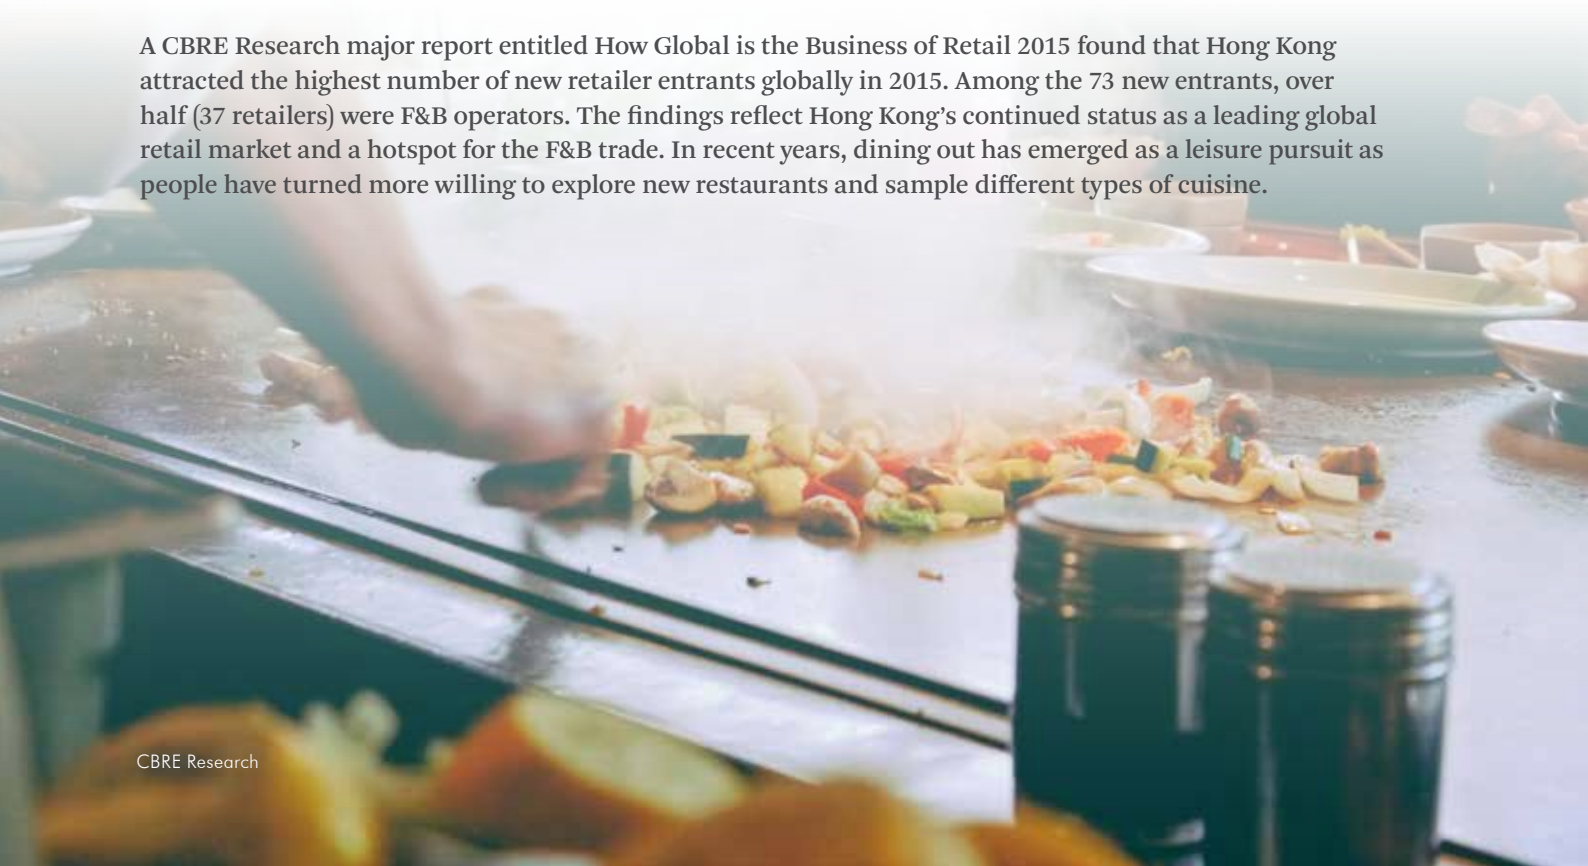 A CBRE Research major report entitled How Global is the Business of Retail 2015 found that Hong Kong
attracted the highest number of new retailer entrants globally in 2015. Among the 73 new entrants, over
half (37 retailers) were F&B operators. The findings reflect Hong Kong’s continued status as a leading global
retail market and a hotspot for the F&B trade. In recent years, dining out has emerged as a leisure pursuit as
people have turned more willing to explore new restaurants and sample different types of cuisine.
CBRE Research